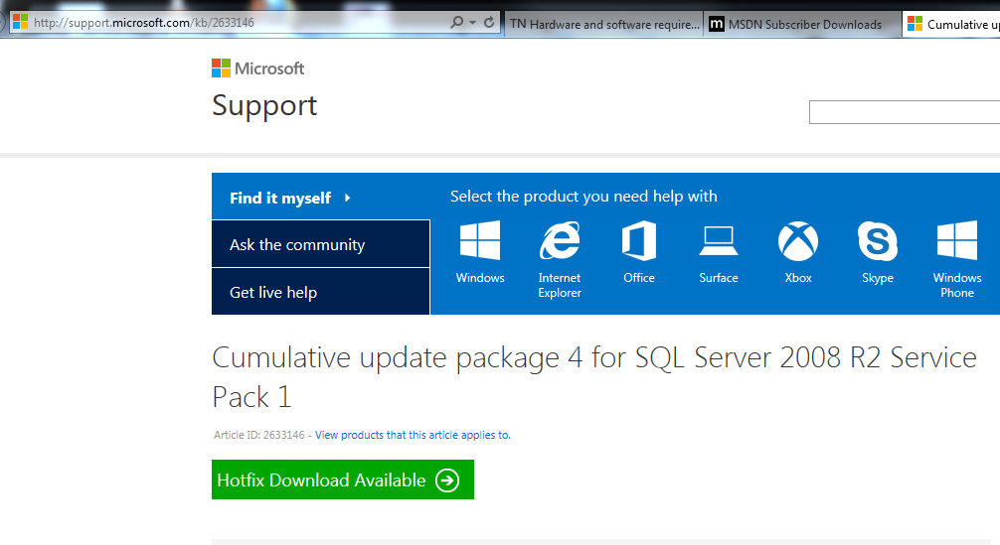 http://support.microsoft.com/kb/2633146
TN Hardware and software require...
m MSDN Subscriber Downloads
Cumulative up
Microsoft
Support
Find it myself
Ask the community
Get live help
Select the product you need help with
Windows
Internet
Explorer
Office
Surface
Xbox
Skype
Windows
Phone
Cumulative update package 4 for SQL Server 2008 R2 Service
Pack 1
Article ID: 2633146 - View products that this article applies to.
Hotfix Download Available